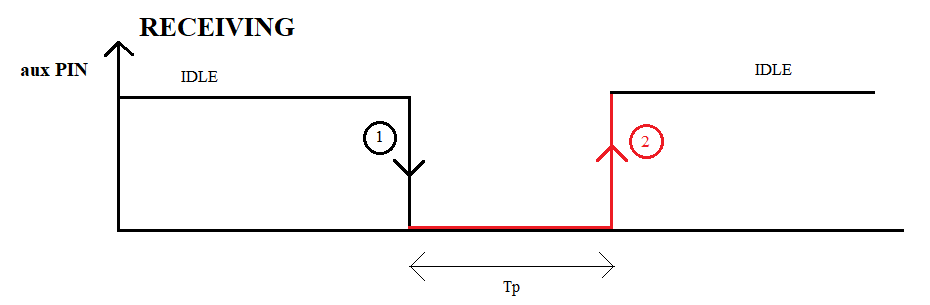 RECEIVING
aux PIN
IDLE
IDLE
1
2
Tp